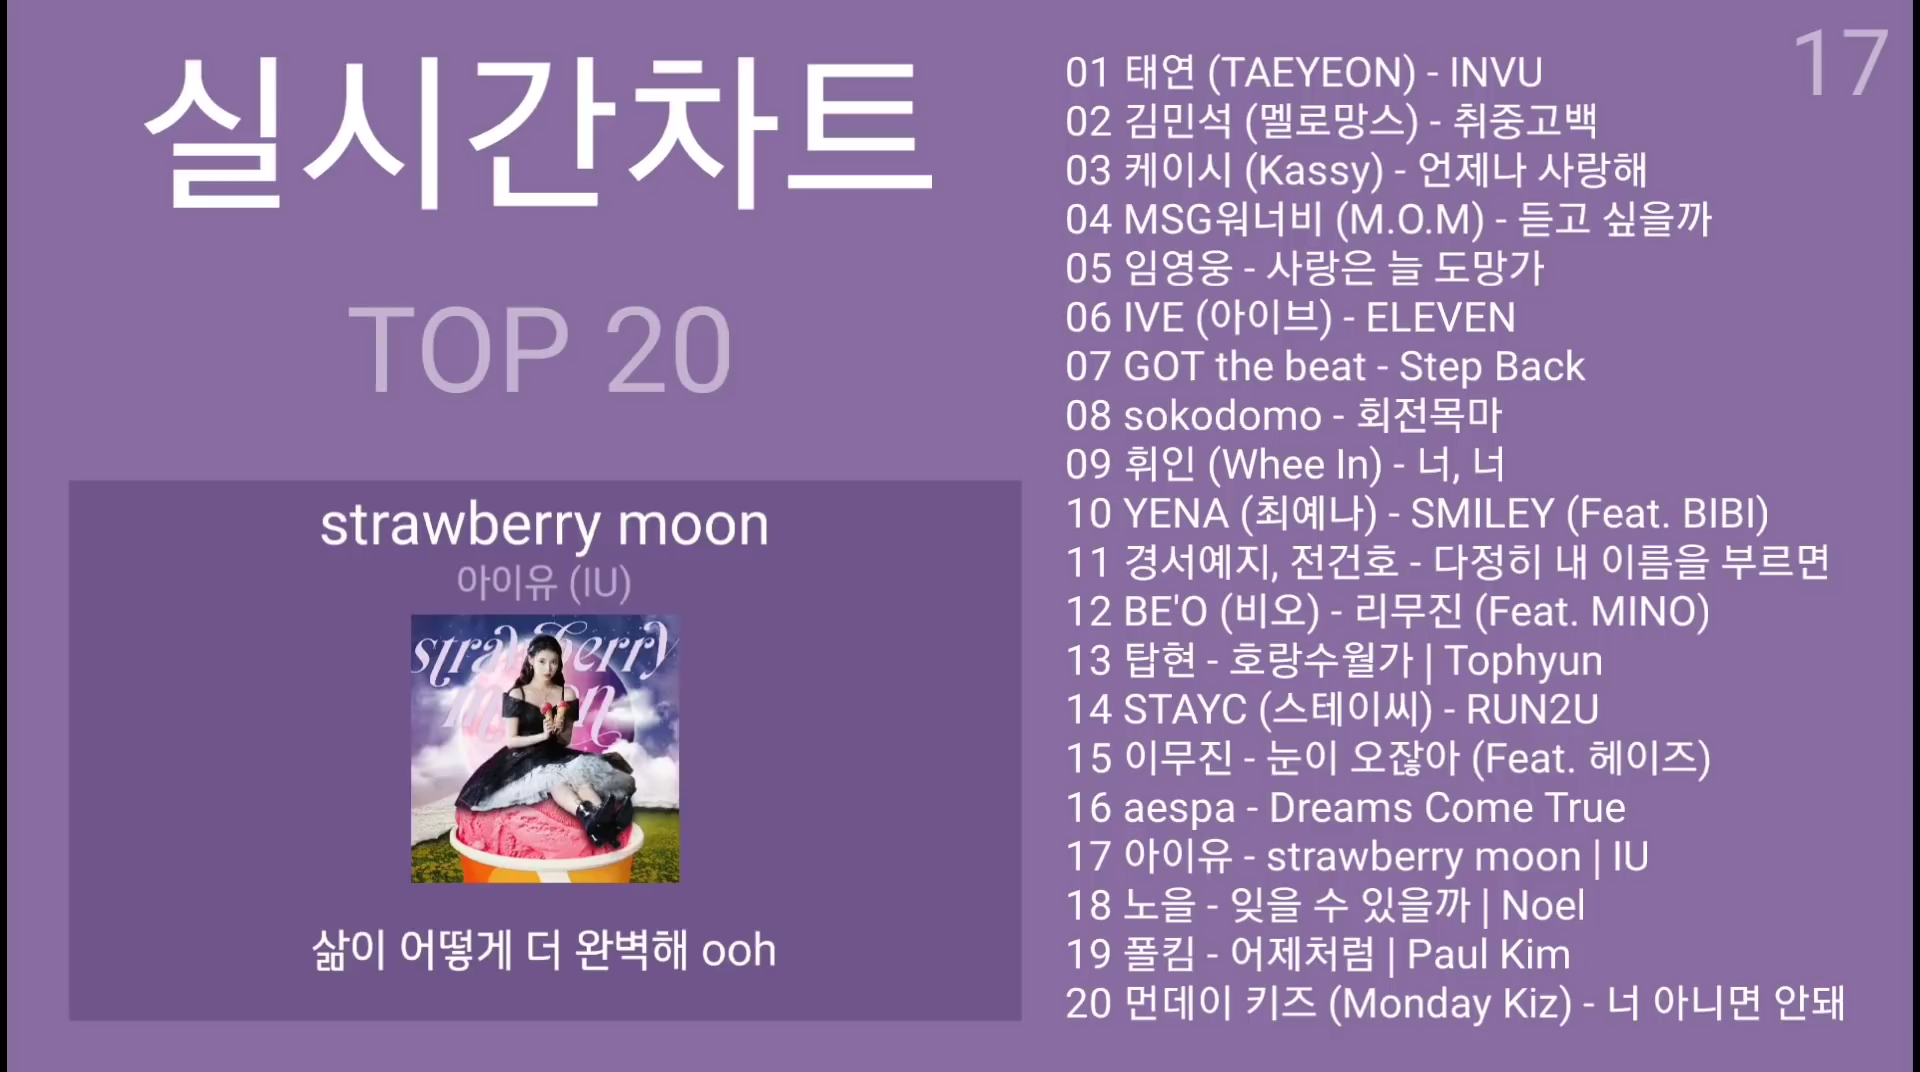 실시간차트
TOP 20
strawberry moon
아이유 (IU)
strawberry
moon
삶이 어떻게 더 완벽해 ooh
17
01 태연 (TAEYEON) - INVU
02 김민석 (멜로망스) - 취중고백
03 케이시 (Kassy) - 언제나 사랑해
04 MSG워너비 (M.O.M) - 듣고 싶을까
05 임영웅 - 사랑은 늘 도망가
06 IVE (아이브) - ELEVEN
07 GOT the beat - Step Back
08 sokodomo - 회전목마
09 휘인 (Whee In) - 너, 너
10 YENA (최예나) - SMILEY (Feat. BIBI)
11 경서예지, 전건호 - 다정히 내 이름을 부르면
12 BE'O (비오) - 리무진 (Feat. MINO)
13 탑현 - 호랑수월가 | Tophyun
14 STAYC (스테이씨) - RUN2U
15 이무진 - 눈이 오잖아 (Feat. 헤이즈)
16 aespa - Dreams Come True
17 아이유 - strawberry moon | IU
18 노을 - 잊을 수 있을까 | Noel
19 폴킴 - 어제처럼 | Paul Kim
20 먼데이 키즈 (Monday Kiz) - 너 아니면 안돼